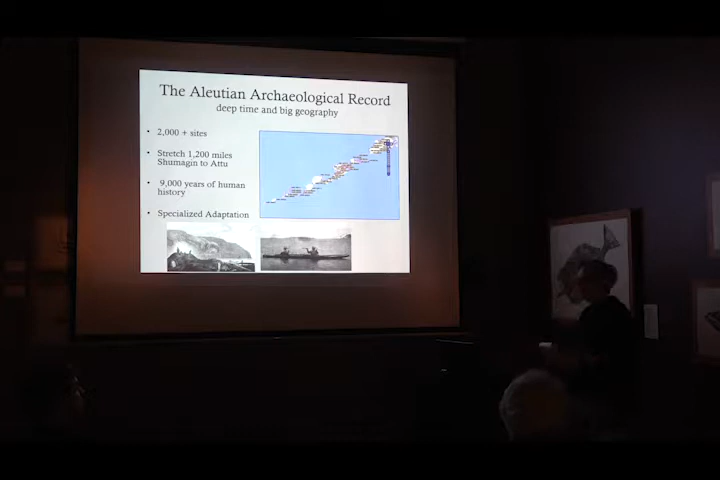 The Aleutian Archaeological Record
deep time and big geography
• 2,000 + sites
• Stretch 1,200 miles
Shumagin to Attu
• 9,000 years of human
history
• Specialized Adaptation